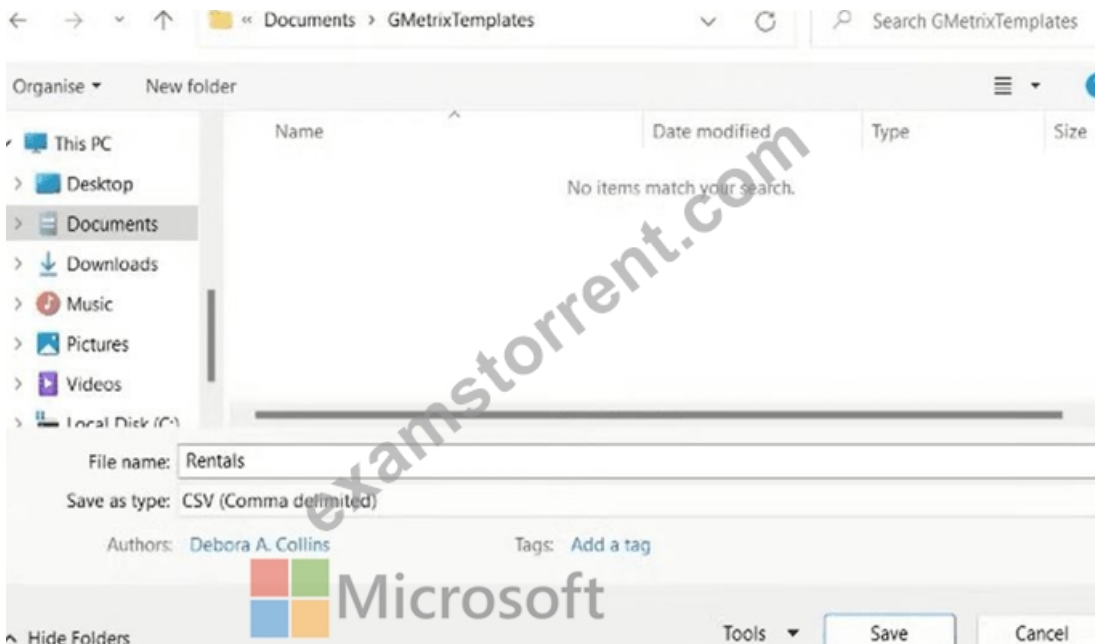 « Documents > GMetrixTemplates
Search GMetrixTemplates
Organise
New folder
Name
Date modified
Type
Size
No items match your search.
This PC
Desktop
Documents
Downloads
Music
Pictures
Videos
Local Disk (C:)
File name: Rentals
Save as type: CSV (Comma delimited)
Authors: Debora A. Collins
Tags: Add a tag
Hide Folders
Tools
Save
Cancel
examstorrent.com
Microsoft